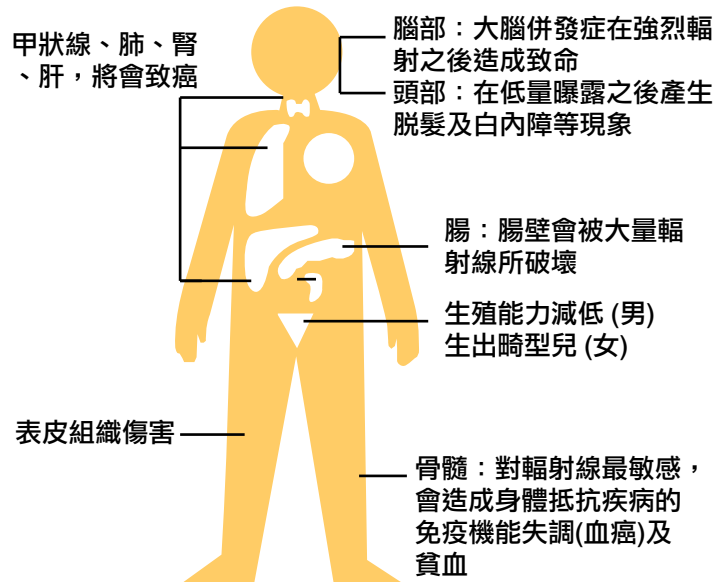 甲狀線、肺、腎
、肝，將會致癌
腦部：大腦併發症在強烈輻
射之後造成致命
頭部：在低量曝露之後產生
脱髮及白內障等現象
腸：腸壁會被大量輻
射線所破壞
生殖能力減低 (男)
生出畸型兒 (女)
表皮組織傷害
骨髓：對輻射線最敏感，
會造成身體抵抗疾病的
免疫機能失調(血癌)及
貧血